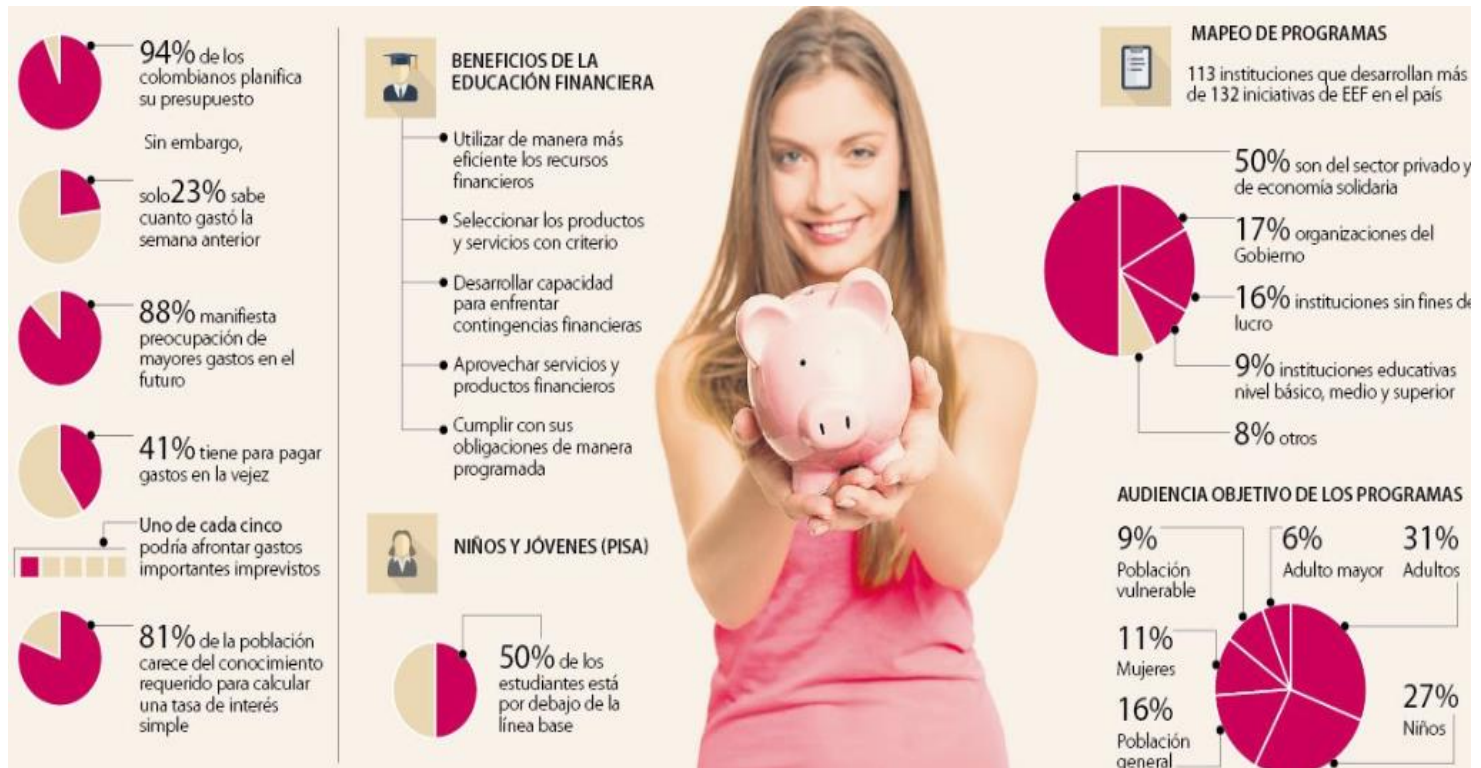 94% de los
colombianos planifica
su presupuesto
Sin embargo,
solo 23% sabe
cuanto gastó la
semana anterior
88% manifiesta
preocupación de
mayores gastos en el
futuro
41% tiene para pagar
gastos en la vejez
Uno de cada cinco
podría afrontar gastos
importantes imprevistos
81% de la población
carece del conocimiento
requerido para calcular
una tasa de interés
simple
BENEFICIOS DE LA
EDUCACIÓN FINANCIERA
Utilizar de manera más
eficiente los recursos
financieros
Seleccionar los productos
y servicios con criterio
Desarrollar capacidad
para enfrentar
contingencias financieras
Aprovechar servicios y
productos financieros
Cumplir con sus
obligaciones de manera
programada
NIÑOS Y JÓVENES (PISA)
50% de los
estudiantes está
por debajo de la
línea base
MAPEO DE PROGRAMAS
113 instituciones que desarrollan más
de 132 iniciativas de EEF en el país
50% son del sector privado y
de economía solidaria
17% organizaciones del
Gobierno
16% instituciones sin fines de
lucro
9% instituciones educativas
nivel básico, medio y superior
8% otros
AUDIENCIA OBJETIVO DE LOS PROGRAMAS
9%
Población
vulnerable
6%
Adulto mayor
31%
Adultos
11%
Mujeres
16%
Población
general
27%
Niños